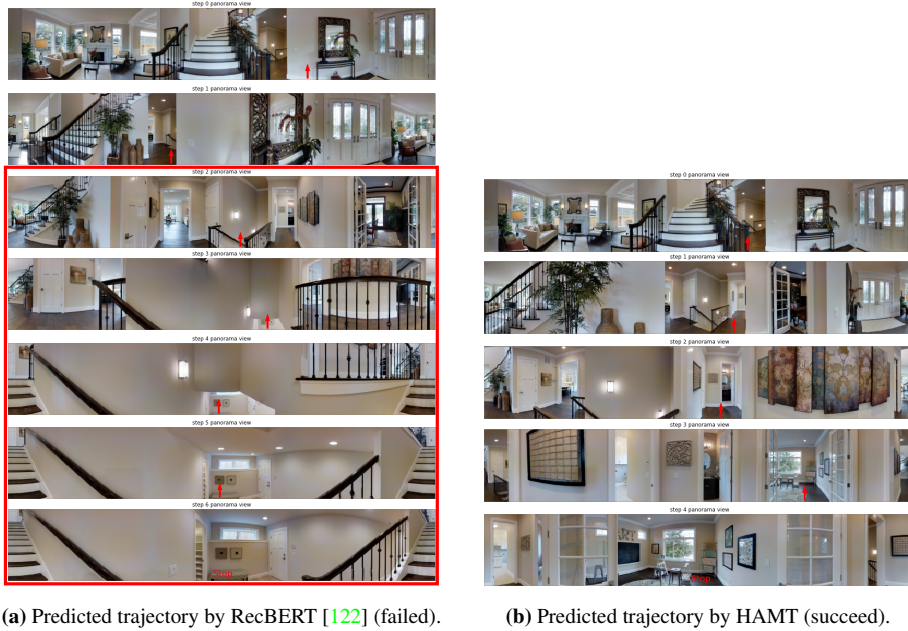 step 0 panorama view
step 1 panorama view
step 2 panorama view
step 3 panorama view
step 4 panorama view
step 5 panorama view
step 6 panorama view
Stop
(a) Predicted trajectory by RecBERT [122] (failed).
step 0 panorama view
step 1 panorama view
step 2 panorama view
step 3 panorama view
step 4 panorama view
Stop
(b) Predicted trajectory by HAMT (succeed).